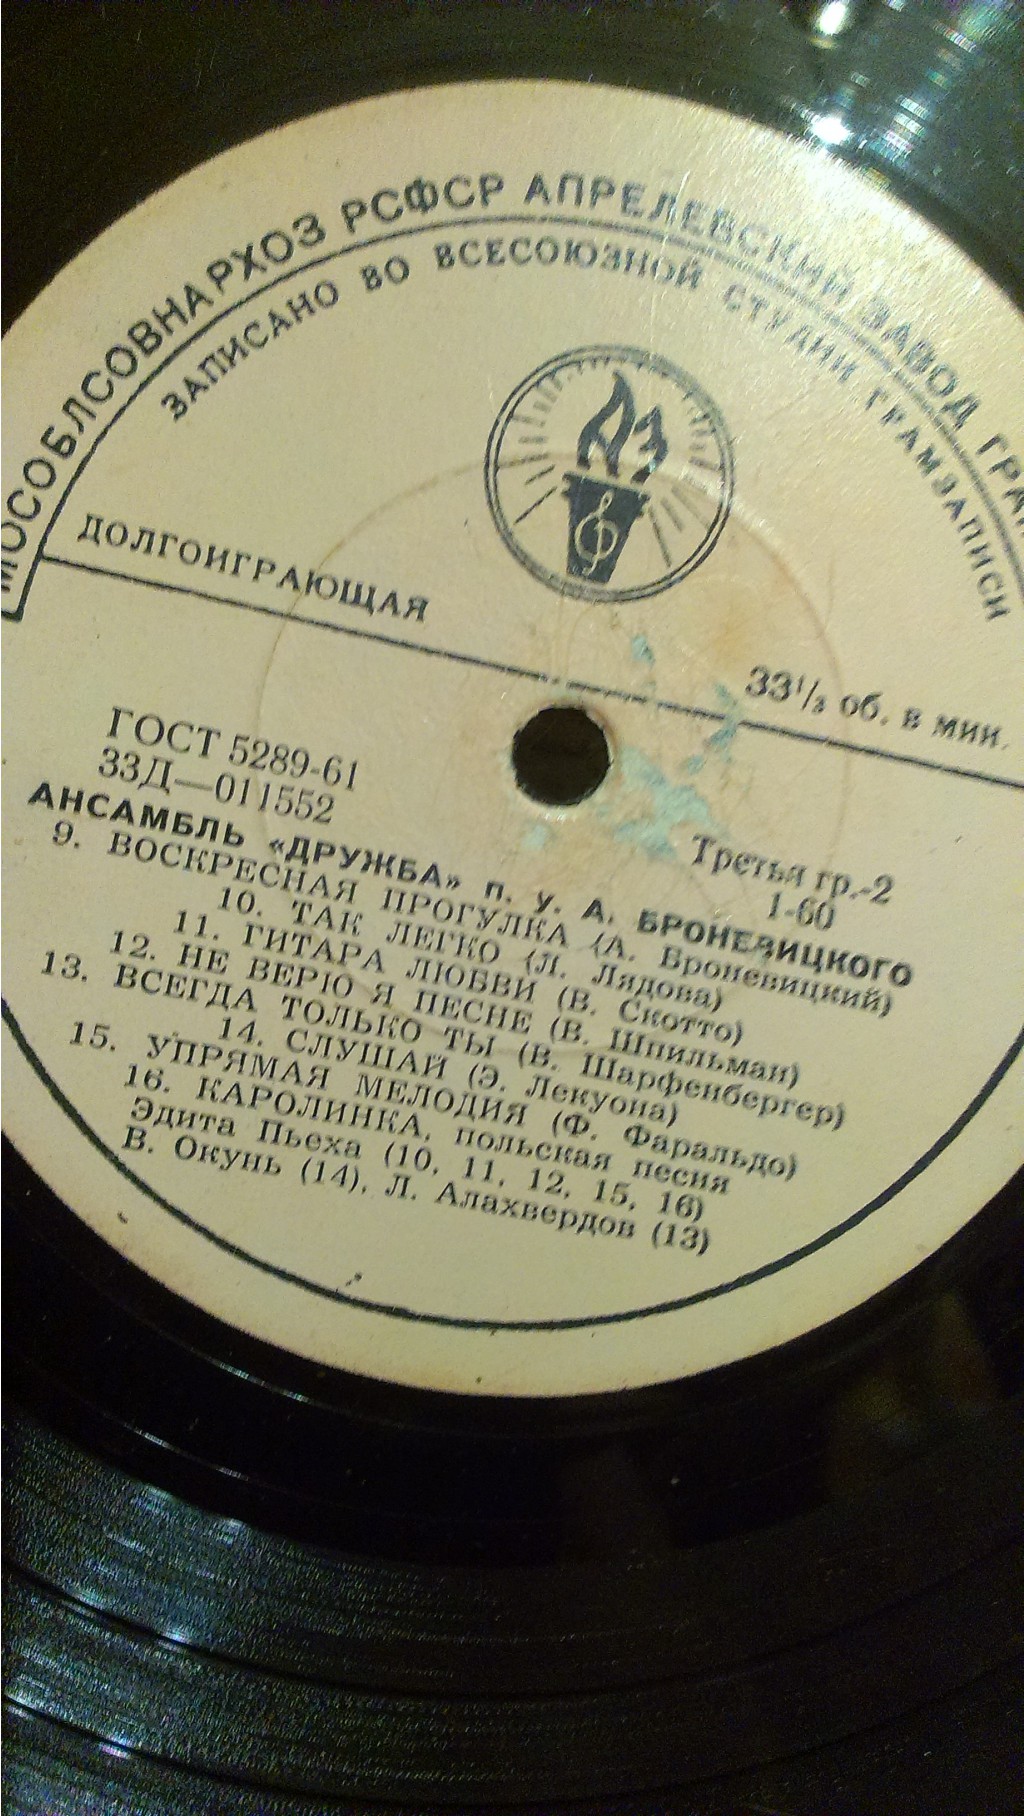 МОСОБЛСОВНАРХОЗ РСФСР АПРЕЛЕВСКИЙ ЗАВОД
ЗАПИСАНО ВО ВСЕСОЮЗНОЙ СТУДИИ ГРАМЗАПИСИ
АЗ
ДОЛГОИГРАЮЩАЯ
33⅓ об. в мин.
ГОСТ 5289-61
33Д—011552
Третья гр.-2
1-60
АНСАМБЛЬ «ДРУЖБА» п. у. А. БРОНЕВИЦКОГО
9. ВОСКРЕСНАЯ ПРОГУЛКА (А. Броневицкий)
10. ТАК ЛЕГКО (Л. Лядова)
11. ГИТАРА ЛЮБВИ (В. Скотто)
12. НЕ ВЕРЮ Я ПЕСНЕ (В. Шпильман)
13. ВСЕГДА ТОЛЬКО ТЫ (В. Шарфенбергер)
14. СЛУШАЙ (Э. Лекуона)
15. УПРЯМАЯ МЕЛОДИЯ (Ф. Фаральдо)
16. КАРОЛИНКА, польская песня
Эдита Пьеха (10, 11, 12, 15, 16)
В. Окунь (14), Л. Алахвердов (13)